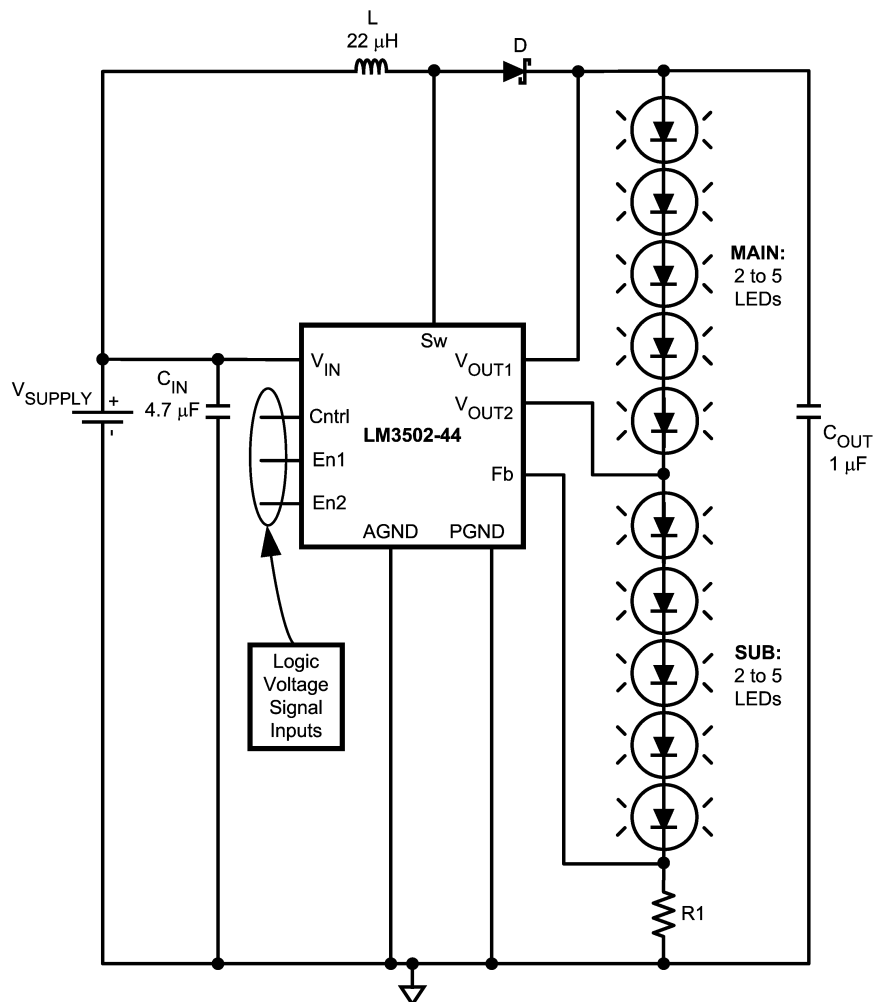 L
22 μH
D
MAIN:
2 to 5
LEDs
Sw
V_IN
V_OUT1
C_IN
4.7 μF
V_SUPPLY
+
-
V_OUT2
Cntrl
LM3502-44
C_OUT
1 μF
En1
Fb
En2
AGND
PGND
Logic
Voltage
Signal
Inputs
SUB:
2 to 5
LEDs
R1